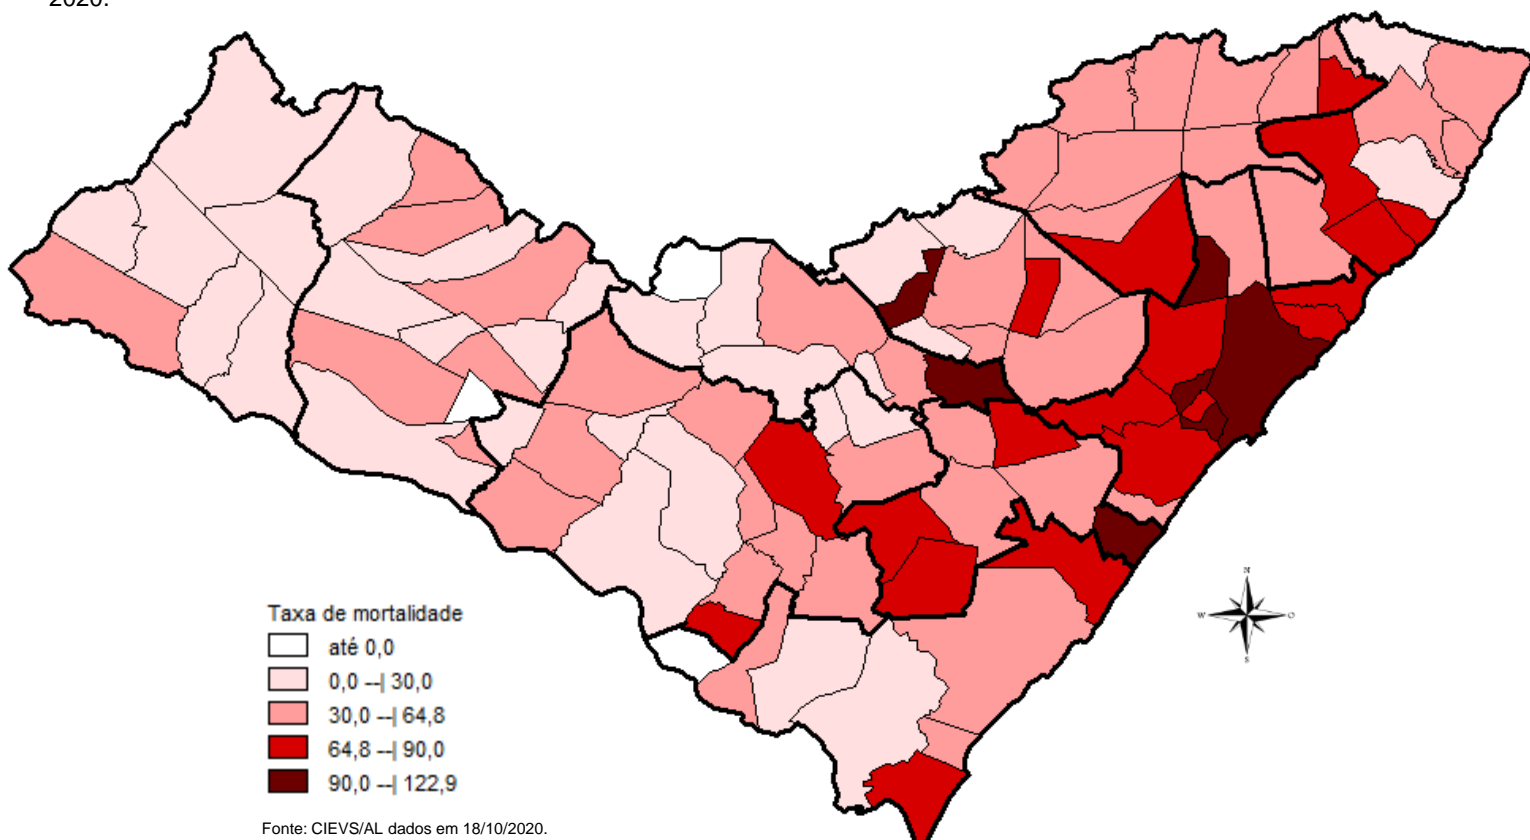 2020.
N
W
O
S
Taxa de mortalidade
até 0,0
0,0 --| 30,0
30,0 --| 64,8
64,8 --| 90,0
90,0 --| 122,9
Fonte: CIEVS/AL dados em 18/10/2020.